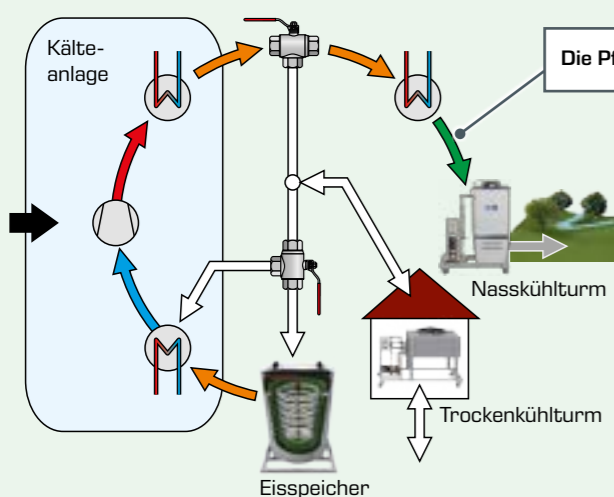 Kälte-
anlage
Die Pf
Nasskühlturm
Trockenkühlturm
Eisspeicher